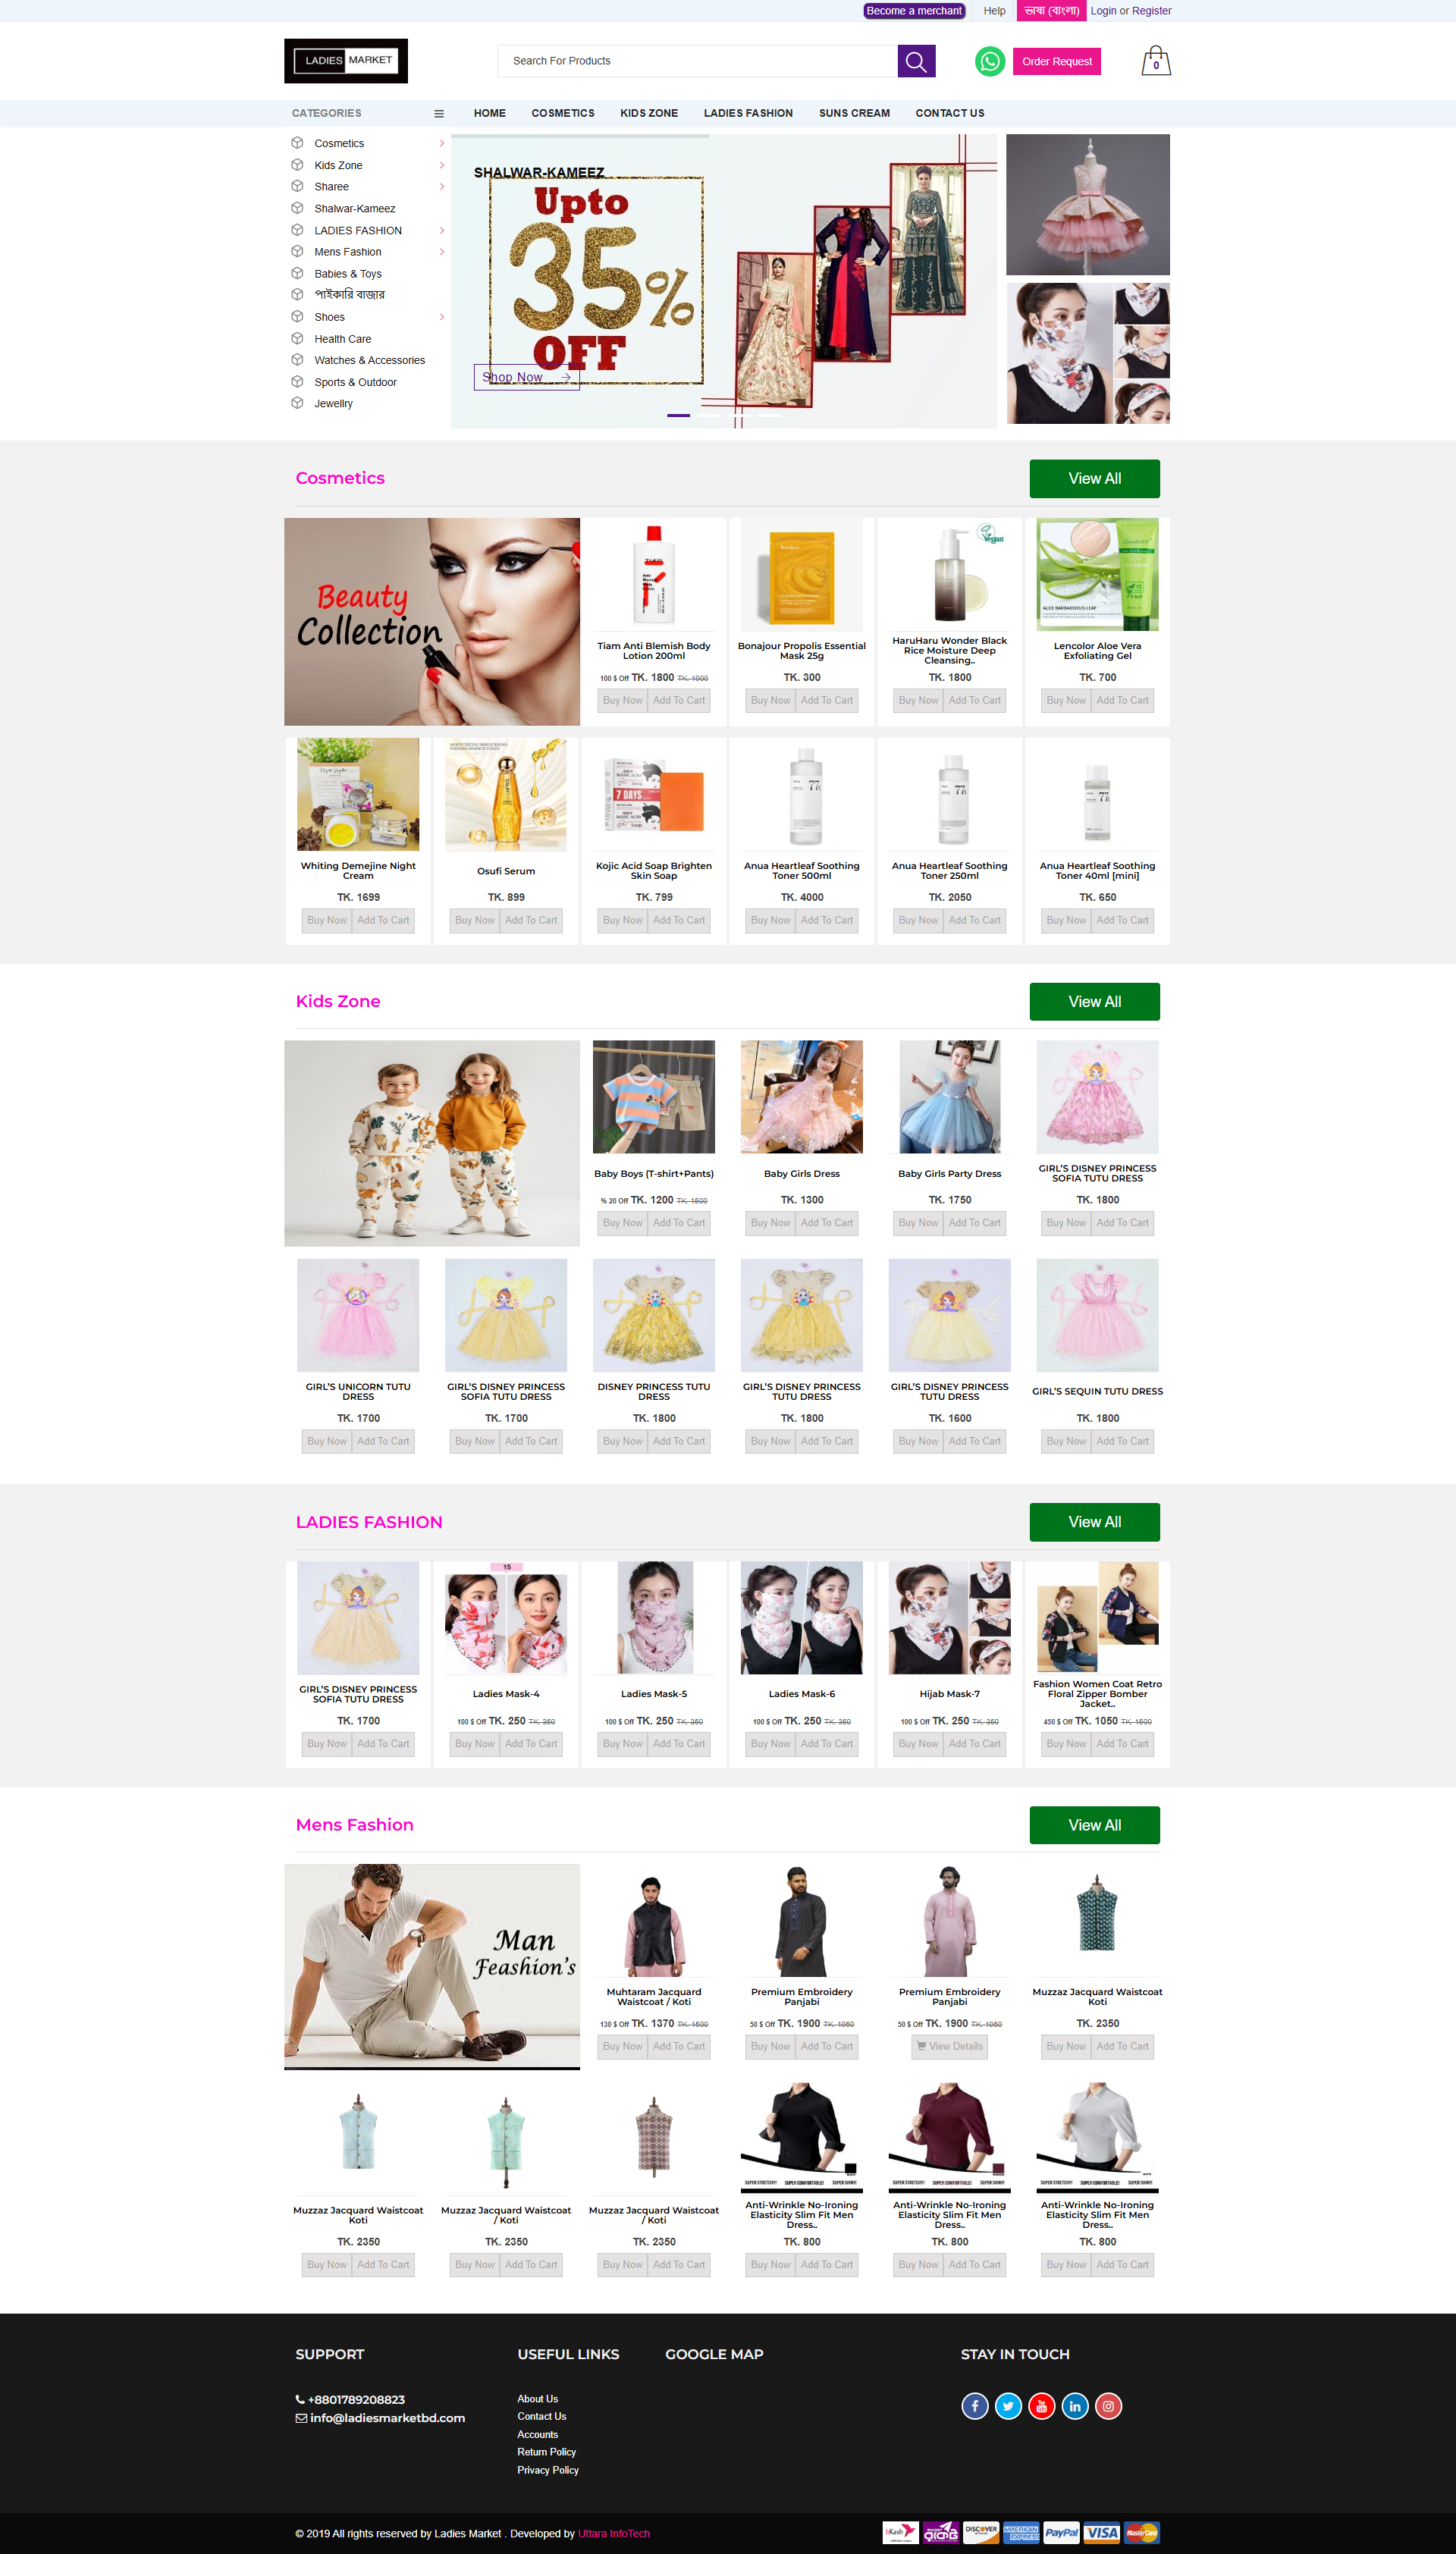 Become a merchant
Help
ভাষা (বাংলা)
Login or Register
LADIES MARKET
Search For Products
Order Request
0
CATEGORIES
HOME
COSMETICS
KIDS ZONE
LADIES FASHION
SUNS CREAM
CONTACT US
Cosmetics
Kids Zone
Sharee
Shalwar-Kameez
LADIES FASHION
Mens Fashion
Babies & Toys
পাইকারি বাজার
Shoes
Health Care
Watches & Accessories
Sports & Outdoor
Jewellry
SHALWAR-KAMEEZ
Upto
35%
OFF
Shop Now
Cosmetics
View All
Beauty
Collection
Vegan
ALOE BARBADENSIS LEAF
Tiam Anti Blemish Body
Lotion 200ml
100 $ Off TK. 1800 TK. 1900
Buy Now Add To Cart
Bonajour Propolis Essential
Mask 25g
TK. 300
Buy Now Add To Cart
HaruHaru Wonder Black
Rice Moisture Deep
Cleansing..
TK. 1800
Buy Now Add To Cart
Lencolor Aloe Vera
Exfoliating Gel
TK. 700
Buy Now Add To Cart
7 DAYS
Whiting Demejine Night
Cream
TK. 1699
Buy Now Add To Cart
Osufi Serum
TK. 899
Buy Now Add To Cart
Kojic Acid Soap Brighten
Skin Soap
TK. 799
Buy Now Add To Cart
Anua Heartleaf Soothing
Toner 500ml
TK. 4000
Buy Now Add To Cart
Anua Heartleaf Soothing
Toner 250ml
TK. 2050
Buy Now Add To Cart
Anua Heartleaf Soothing
Toner 40ml [mini]
TK. 650
Buy Now Add To Cart
Kids Zone
View All
Baby Boys (T-shirt+Pants)
% 20 Off TK. 1200 TK. 1500
Buy Now Add To Cart
Baby Girls Dress
TK. 1300
Buy Now Add To Cart
Baby Girls Party Dress
TK. 1750
Buy Now Add To Cart
GIRL'S DISNEY PRINCESS
SOFIA TUTU DRESS
TK. 1800
Buy Now Add To Cart
GIRL'S UNICORN TUTU
DRESS
TK. 1700
Buy Now Add To Cart
GIRL'S DISNEY PRINCESS
SOFIA TUTU DRESS
TK. 1700
Buy Now Add To Cart
DISNEY PRINCESS TUTU
DRESS
TK. 1800
Buy Now Add To Cart
GIRL'S DISNEY PRINCESS
TUTU DRESS
TK. 1800
Buy Now Add To Cart
GIRL'S DISNEY PRINCESS
TUTU DRESS
TK. 1600
Buy Now Add To Cart
GIRL'S SEQUIN TUTU DRESS
TK. 1800
Buy Now Add To Cart
LADIES FASHION
View All
15
GIRL'S DISNEY PRINCESS
SOFIA TUTU DRESS
TK. 1700
Buy Now Add To Cart
Ladies Mask-4
100 $ Off TK. 250 TK. 350
Buy Now Add To Cart
Ladies Mask-5
100 $ Off TK. 250 TK. 350
Buy Now Add To Cart
Ladies Mask-6
100 $ Off TK. 250 TK. 350
Buy Now Add To Cart
Hijab Mask-7
100 $ Off TK. 250 TK. 350
Buy Now Add To Cart
Fashion Women Coat Retro
Floral Zipper Bomber
Jacket..
450 $ Off TK. 1050 TK. 1500
Buy Now Add To Cart
Mens Fashion
View All
Man
Feashion's
Muhtaram Jacquard
Waistcoat / Koti
130 $ Off TK. 1370 TK. 1500
Buy Now Add To Cart
Premium Embroidery
Panjabi
50 $ Off TK. 1900 TK. 1950
Buy Now Add To Cart
Premium Embroidery
Panjabi
50 $ Off TK. 1900 TK. 1950
View Details
Muzzaz Jacquard Waistcoat
Koti
TK. 2350
Buy Now Add To Cart
Muzzaz Jacquard Waistcoat
Koti
TK. 2350
Buy Now Add To Cart
Muzzaz Jacquard Waistcoat
/ Koti
TK. 2350
Buy Now Add To Cart
Muzzaz Jacquard Waistcoat
/ Koti
TK. 2350
Buy Now Add To Cart
SUPER STRETCHY! SUPER COMFORTABLE! SUPER SHINY!
Anti-Wrinkle No-Ironing
Elasticity Slim Fit Men
Dress..
TK. 800
Buy Now Add To Cart
SUPER STRETCHY! SUPER COMFORTABLE! SUPER SHINY!
Anti-Wrinkle No-Ironing
Elasticity Slim Fit Men
Dress..
TK. 800
Buy Now Add To Cart
SUPER STRETCHY! SUPER COMFORTABLE! SUPER SHINY!
Anti-Wrinkle No-Ironing
Elasticity Slim Fit Men
Dress..
TK. 800
Buy Now Add To Cart
SUPPORT
+8801789208823
info@ladiesmarketbd.com
USEFUL LINKS
About Us
Contact Us
Accounts
Return Policy
Privacy Policy
GOOGLE MAP
STAY IN TOUCH
© 2019 All rights reserved by Ladies Market . Developed by Uttara InfoTech
bKash
DISCOVER
AMERICAN EXPRESS
PayPal
VISA
MasterCard